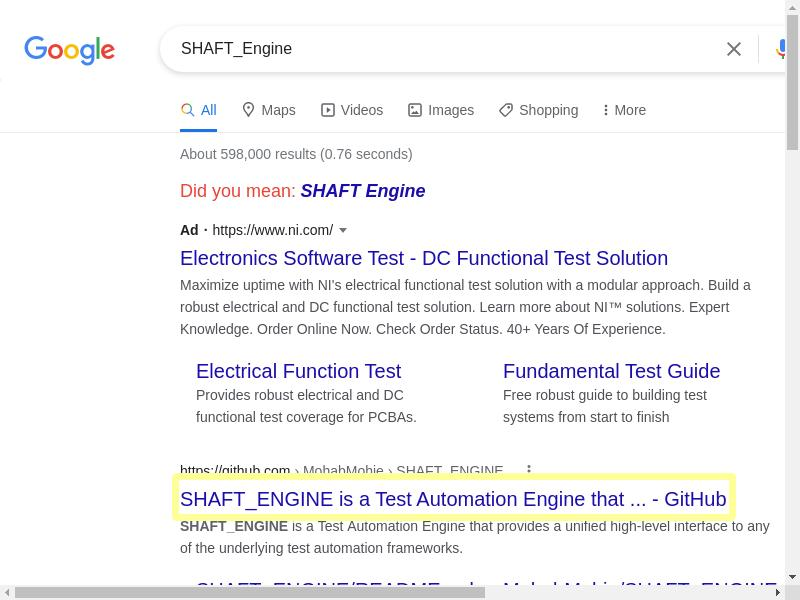 Google
SHAFT_Engine
All Maps Videos Images Shopping More
About 598,000 results (0.76 seconds)
Did you mean: SHAFT Engine
Ad · https://www.ni.com/
Electronics Software Test - DC Functional Test Solution
Maximize uptime with NI's electrical functional test solution with a modular approach. Build a
robust electrical and DC functional test solution. Learn more about NI™ solutions. Expert
Knowledge. Order Online Now. Check Order Status. 40+ Years Of Experience.
Electrical Function Test
Provides robust electrical and DC
functional test coverage for PCBAs.
Fundamental Test Guide
Free robust guide to building test
systems from start to finish
https://github.com › MohabMohie › SHAFT_ENGINE
SHAFT_ENGINE is a Test Automation Engine that ... - GitHub
SHAFT_ENGINE is a Test Automation Engine that provides a unified high-level interface to any
of the underlying test automation frameworks.